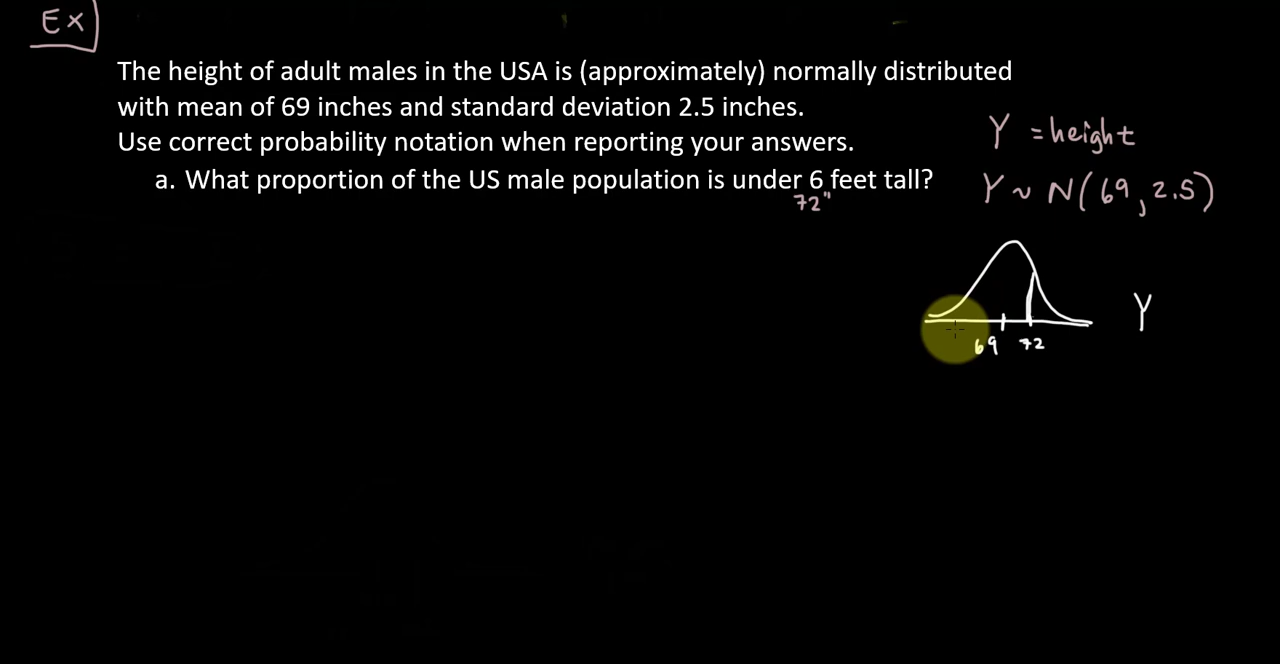 EX
The height of adult males in the USA is (approximately) normally distributed
with mean of 69 inches and standard deviation 2.5 inches.
Use correct probability notation when reporting your answers.
Y = height
a. What proportion of the US male population is under 6 feet tall?
72"
Y ~ N(69, 2.5)
Y
69 72